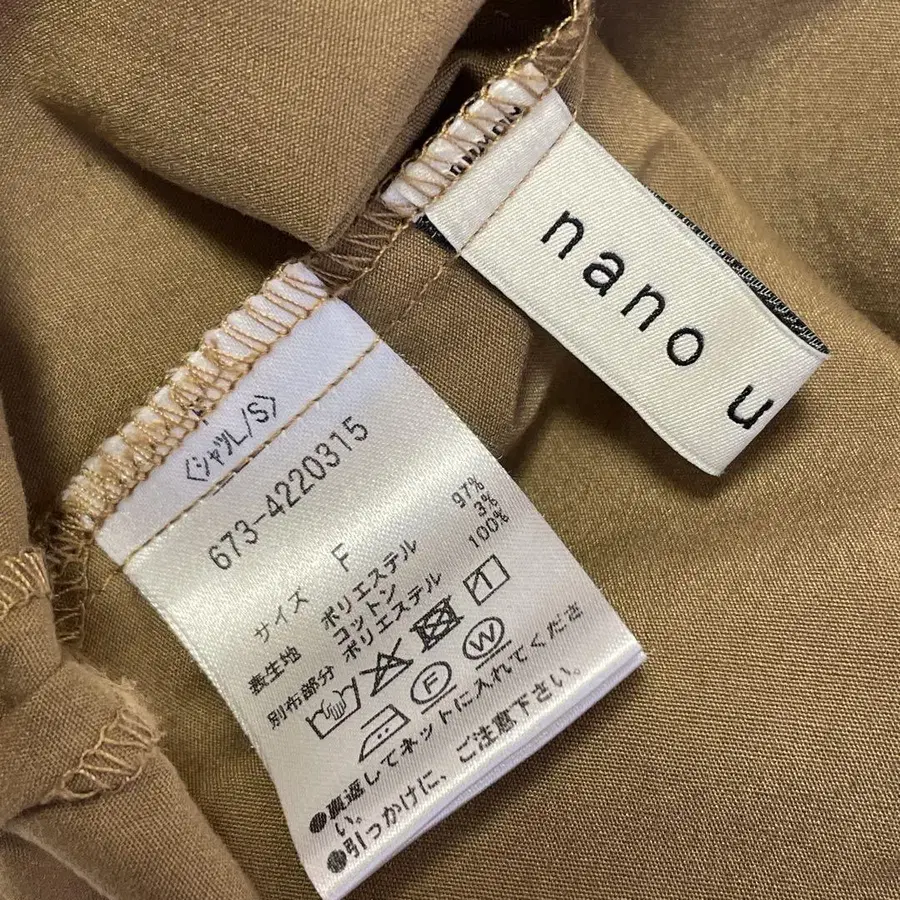 nano u
〈シャツL/S〉
673-4220315
サイズ F
表生地 ポリエステル 97%
コットン 3%
別布部分 ポリエステル 100%
F W
●裏返してネットに入れてくださ
い。
●引っかけに、ご注意下さい。